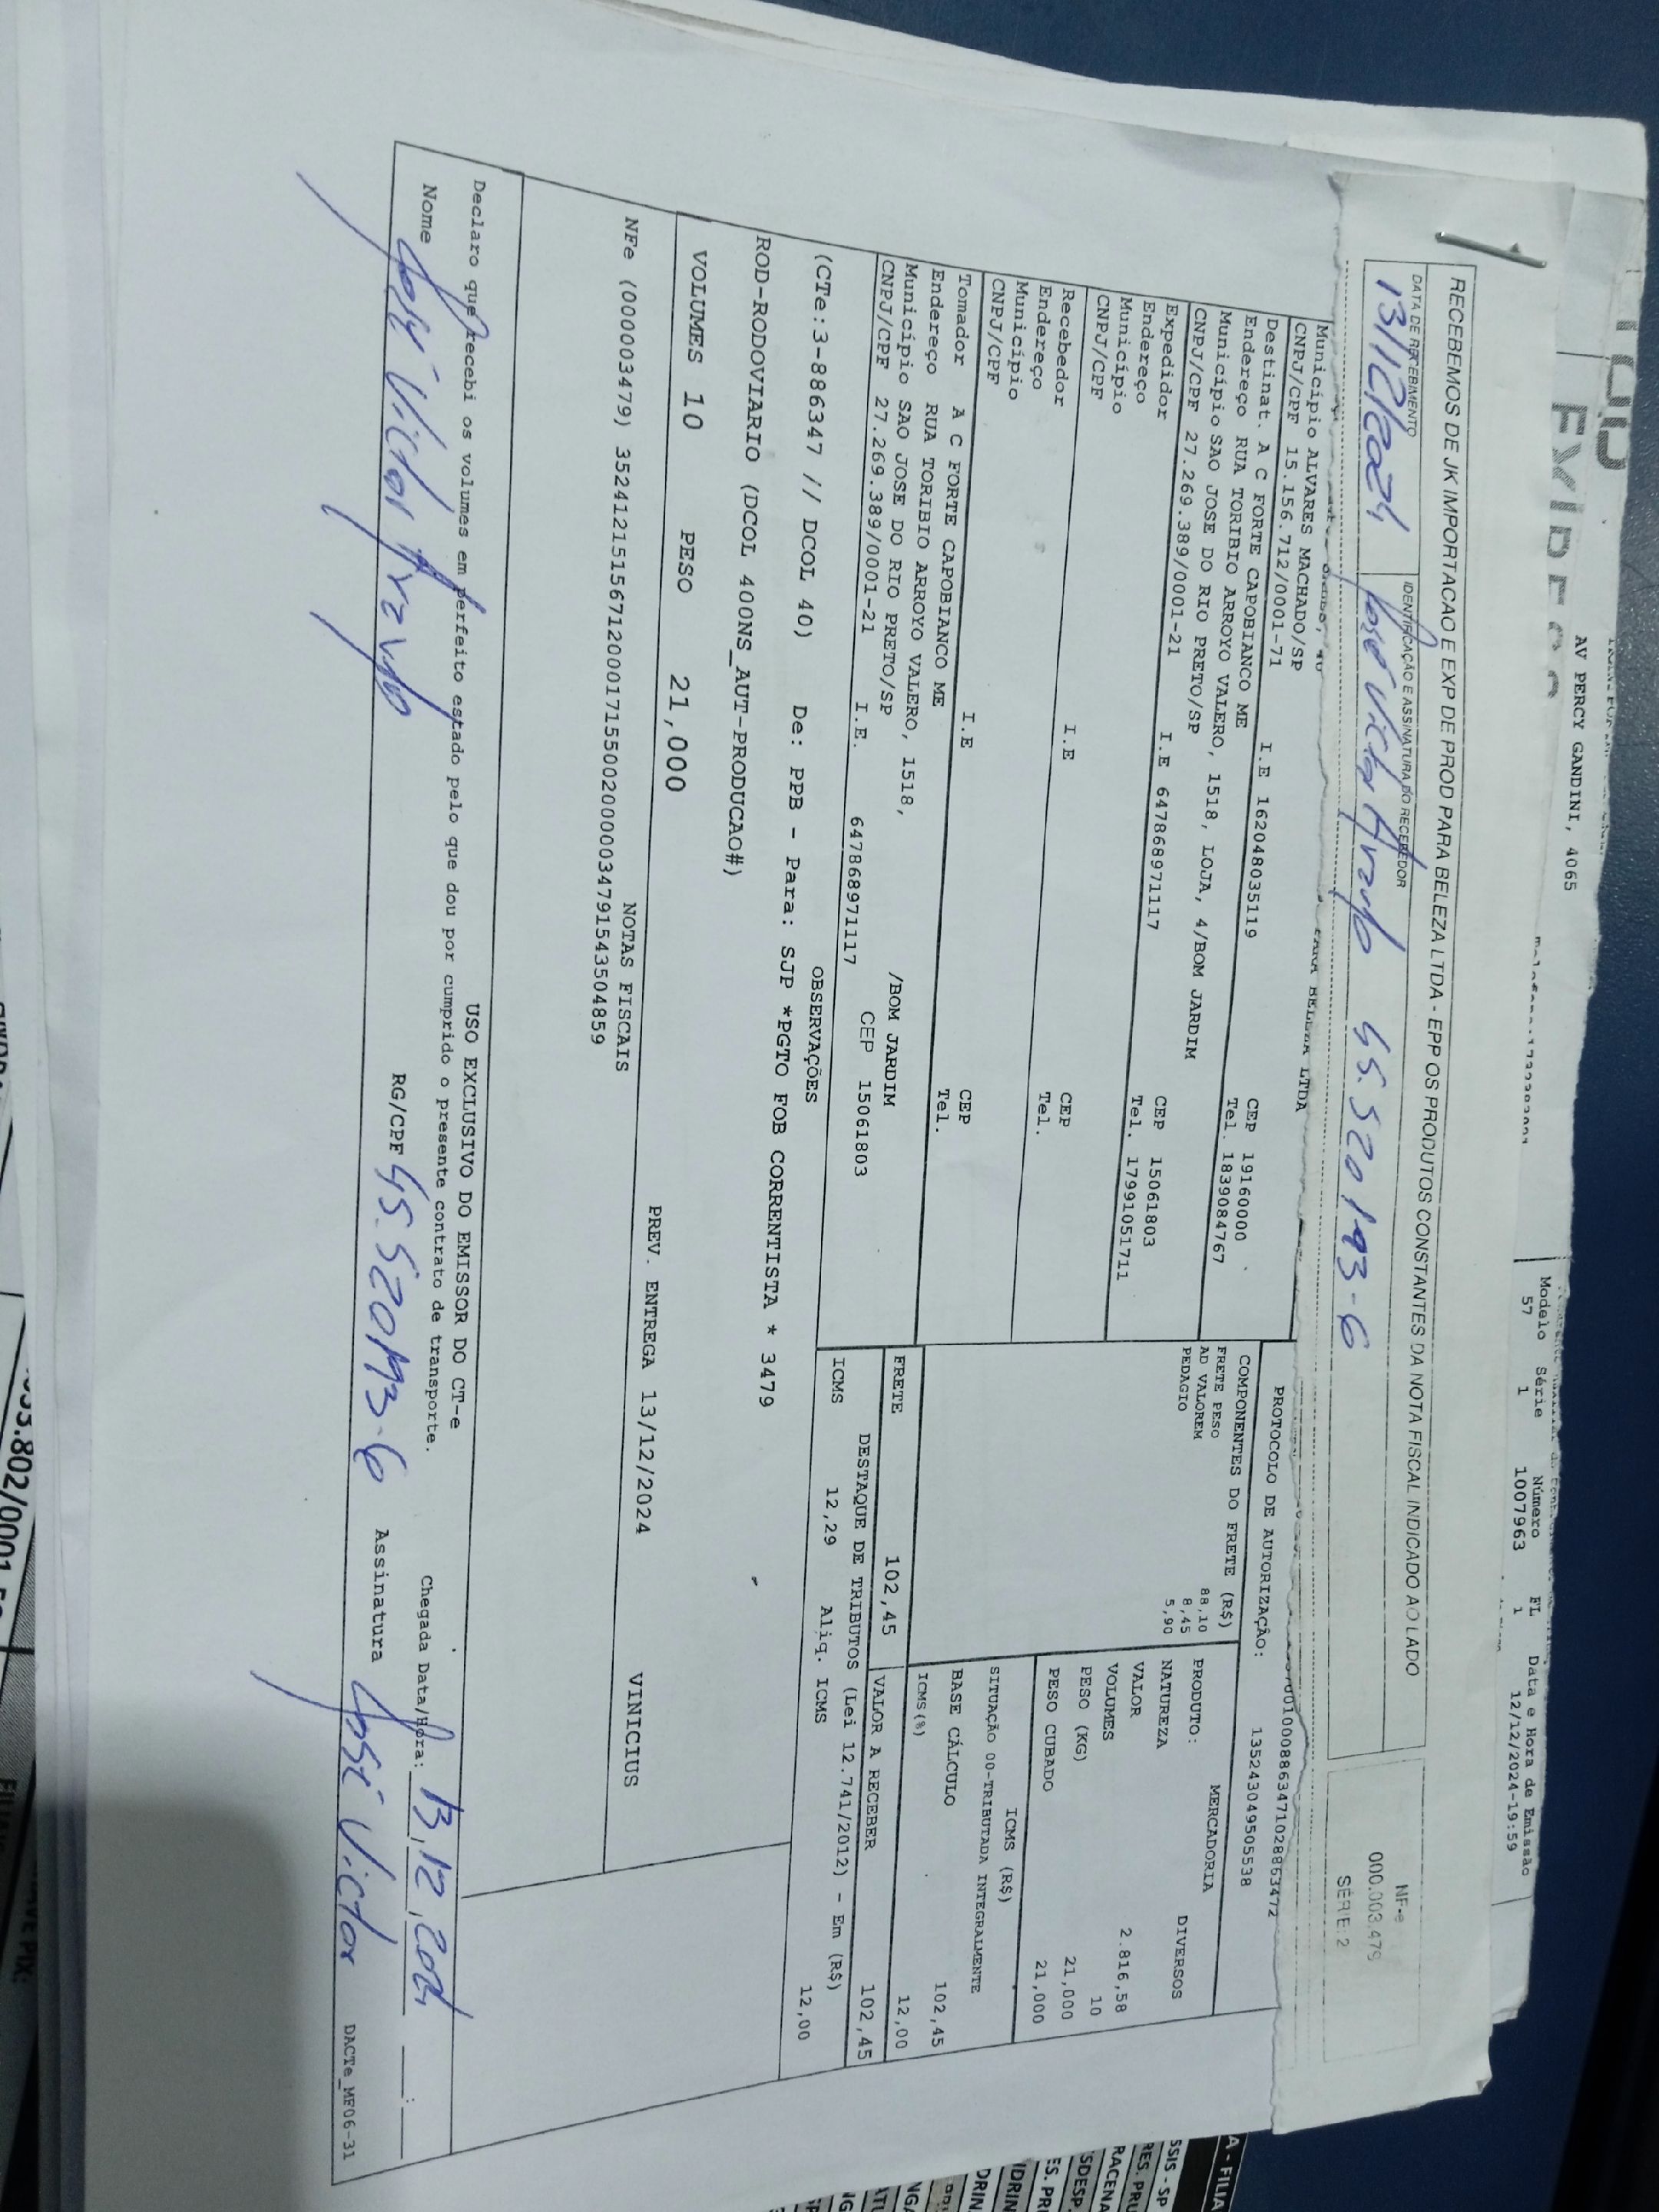 AV PERCY GANDINI, 4065
Modelo Série Número FL Data e Hora de Emissão
57 1 1007963 1 12/12/2024-19:59
RECEBEMOS DE JK IMPORTACAO E EXP DE PROD PARA BELEZA LTDA - EPP OS PRODUTOS CONSTANTES DA NOTA FISCAL INDICADO AO LADO
NF-e
000.003.479
SÉRIE:2
DATA DE RECEBIMENTO
IDENTIFICAÇÃO E ASSINATURA DO RECEBEDOR
13/12/2024 José Victor 45.520193-6
PARA BELEZA LTDA
Município ALVARES MACHADO/SP CEP 19160000
CNPJ/CPF 15.156.712/0001-71 I.E 162048035119 Tel. 1839084767
Destinat. A C FORTE CAPOBIANCO ME
Endereço RUA TORIBIO ARROYO VALERO, 1518, LOJA, 4/BOM JARDIM
Município SAO JOSE DO RIO PRETO/SP CEP 15061803
CNPJ/CPF 27.269.389/0001-21 I.E 647868971117 Tel. 17991051711
Expedidor
Endereço
Município CEP
CNPJ/CPF I.E Tel.
Recebedor
Endereço
Município CEP
CNPJ/CPF I.E Tel.
Tomador A C FORTE CAPOBIANCO ME
Endereço RUA TORIBIO ARROYO VALERO, 1518, /BOM JARDIM
Município SAO JOSE DO RIO PRETO/SP
CNPJ/CPF 27.269.389/0001-21 I.E. 647868971117 CEP 15061803
PROTOCOLO DE AUTORIZAÇÃO: 135243049505538
COMPONENTES DO FRETE (R$)
FRETE PESO 88,10
AD VALOREM 8,45
PEDAGIO 5,90
FRETE 102,45
MERCADORIA
PRODUTO: DIVERSOS
NATUREZA
VALOR 2.816,58
VOLUMES 10
PESO (KG) 21,000
PESO CUBADO 21,000
ICMS (R$)
SITUAÇÃO 00-TRIBUTADA INTEGRALMENTE
BASE CÁLCULO 102,45
ICMS(%) 12,00
VALOR A RECEBER 102,45
DESTAQUE DE TRIBUTOS (Lei 12.741/2012) - Em (R$)
ICMS 12,29 Aliq. ICMS 12,00
OBSERVAÇÕES
(CTe:3-886347 // DCOL 40) De: PPB - Para: SJP *PGTO FOB CORRENTISTA * 3479
ROD-RODOVIARIO (DCOL 400NS_AUT-PRODUCAO#)
VOLUMES 10 PESO 21,000 PREV. ENTREGA 13/12/2024 VINICIUS
NOTAS FISCAIS
NFe (000003479) 35241215156712000171550020000034791543504859
USO EXCLUSIVO DO EMISSOR DO CT-e
Declaro que recebi os volumes em perfeito estado pelo que dou por cumprido o presente contrato de transporte.
Chegada Data/Hora: 13,12,2024 __:__
Nome José Victor RG/CPF 45.520193-6 Assinatura José Victor
DACTe_MF06-31